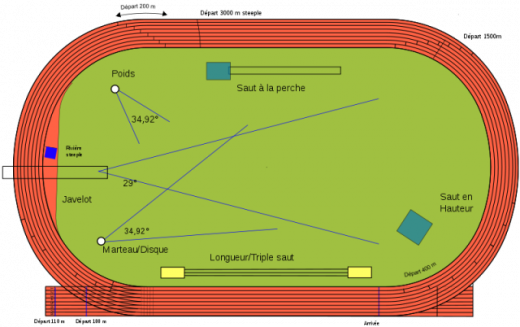 Départ 200 m
Départ 3000 m steeple
Départ 1500m
Poids
Saut à la perche
34,92°
Rivière
steeple
29°
Javelot
Saut en
Hauteur
34,92°
Marteau/Disque
Longueur/Triple saut
Départ 400 m
Départ 110 m
Départ 100 m
Arrivée